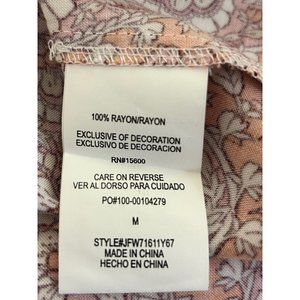 100% RAYON/RAYON
EXCLUSIVE OF DECORATION
EXCLUSIVO DE DECORACION
RN#15600
CARE ON REVERSE
VER AL DORSO PARA CUIDADO
PO#100-00104279
M
STYLE#JFW71611Y67
MADE IN CHINA
HECHO EN CHINA